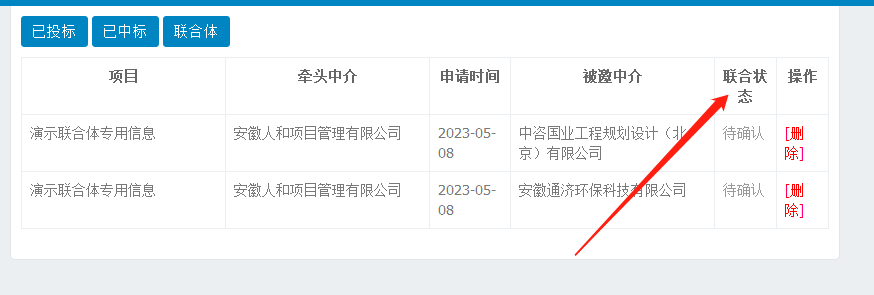 已投标 已中标 联合体
项目 牵头中介 申请时间 被邀中介 联合状
态 操作
演示联合体专用信息 安徽人和项目管理有限公司 2023-05-
08 中咨国业工程规划设计（北
京）有限公司 待确认 [删
除]
演示联合体专用信息 安徽人和项目管理有限公司 2023-05-
08 安徽通济环保科技有限公司 待确认 [删
除]